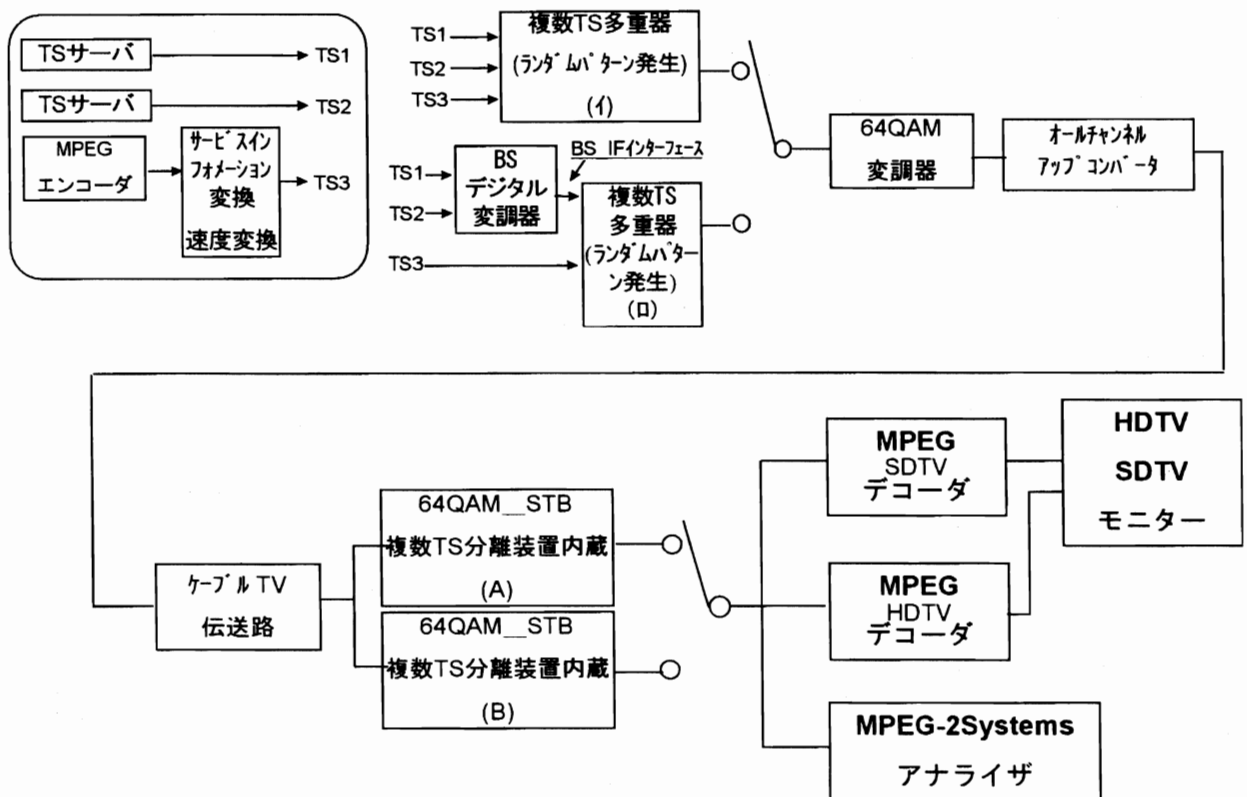 TSサーバ
TS1
TSサーバ
TS2
MPEG
エンコーダ
サービスイン
フォメーション
変換
速度変換
TS3
TS1
TS2
TS3
複数TS多重器
(ランダムパターン発生)
(イ)
TS1
TS2
TS3
BS
デジタル
変調器
BS IFインターフェース
複数TS
多重器
(ランダムパター
ン発生)
(ロ)
64QAM
変調器
オールチャンネル
アップコンバータ
ケーブルTV
伝送路
64QAM__STB
複数TS分離装置内蔵
(A)
64QAM__STB
複数TS分離装置内蔵
(B)
MPEG
SDTV
デコーダ
MPEG
HDTV
デコーダ
MPEG-2Systems
アナライザ
HDTV
SDTV
モニター